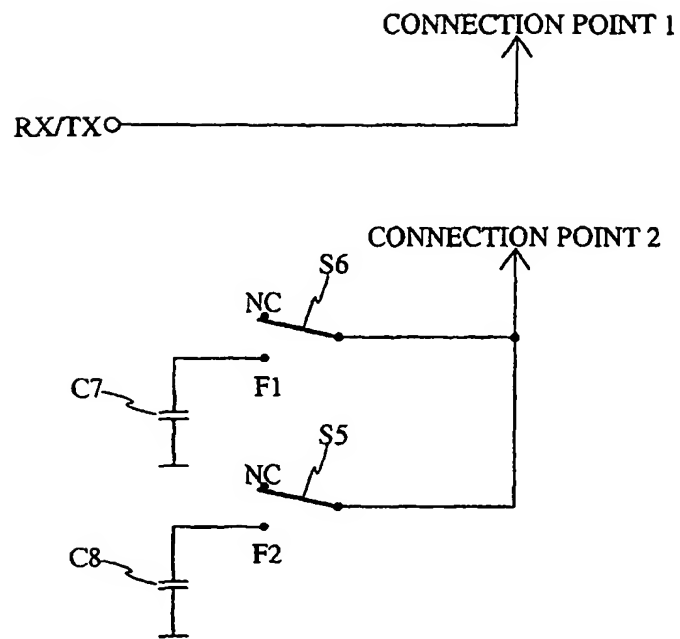 CONNECTION POINT 1
RX/TX
CONNECTION POINT 2
S6
NC
F1
C7
S5
NC
F2
C8